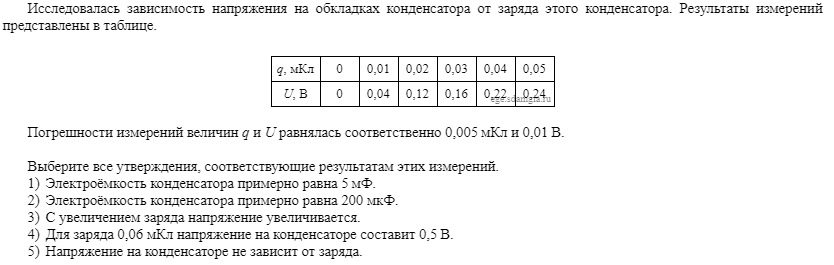 Исследовалась зависимость напряжения на обкладках конденсатора от заряда этого конденсатора. Результаты измерений
представлены в таблице.
q, мКл 0 0,01 0,02 0,03 0,04 0,05
U, В 0 0,04 0,12 0,16 0,22 0,24
ege.sdamgia.ru
Погрешности измерений величин q и U равнялась соответственно 0,005 мКл и 0,01 В.
Выберите все утверждения, соответствующие результатам этих измерений.
1) Электроёмкость конденсатора примерно равна 5 мФ.
2) Электроёмкость конденсатора примерно равна 200 мкФ.
3) С увеличением заряда напряжение увеличивается.
4) Для заряда 0,06 мКл напряжение на конденсаторе составит 0,5 В.
5) Напряжение на конденсаторе не зависит от заряда.